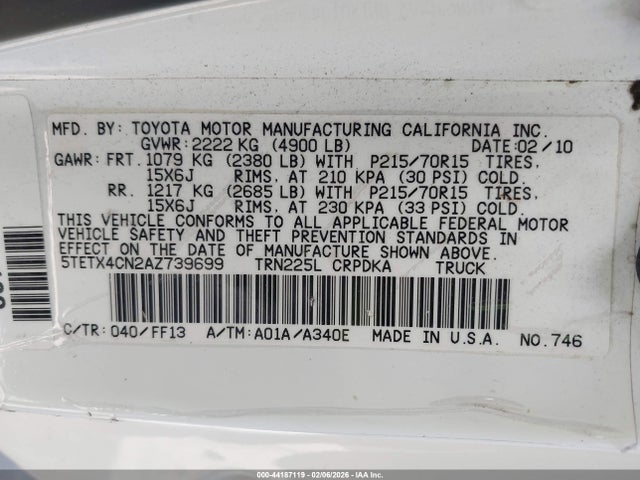 MFD. BY: TOYOTA MOTOR MANUFACTURING CALIFORNIA INC.
GVWR: 2222 KG (4900 LB) DATE: 02/10
GAWR: FRT. 1079 KG (2380 LB) WITH P215/70R15 TIRES,
15X6J RIMS, AT 210 KPA (30 PSI) COLD.
RR. 1217 KG (2685 LB) WITH P215/70R15 TIRES,
15X6J RIMS, AT 230 KPA (33 PSI) COLD.
THIS VEHICLE CONFORMS TO ALL APPLICABLE FEDERAL MOTOR
VEHICLE SAFETY AND THEFT PREVENTION STANDARDS IN
EFFECT ON THE DATE OF MANUFACTURE SHOWN ABOVE.
5TETX4CN2AZ739699 TRN225L CRPDKA TRUCK
C/TR: 040/FF13 A/TM: A01A/A340E MADE IN U.S.A. NO. 746
000-44187119 - 02/06/2026 - IAAI.COM